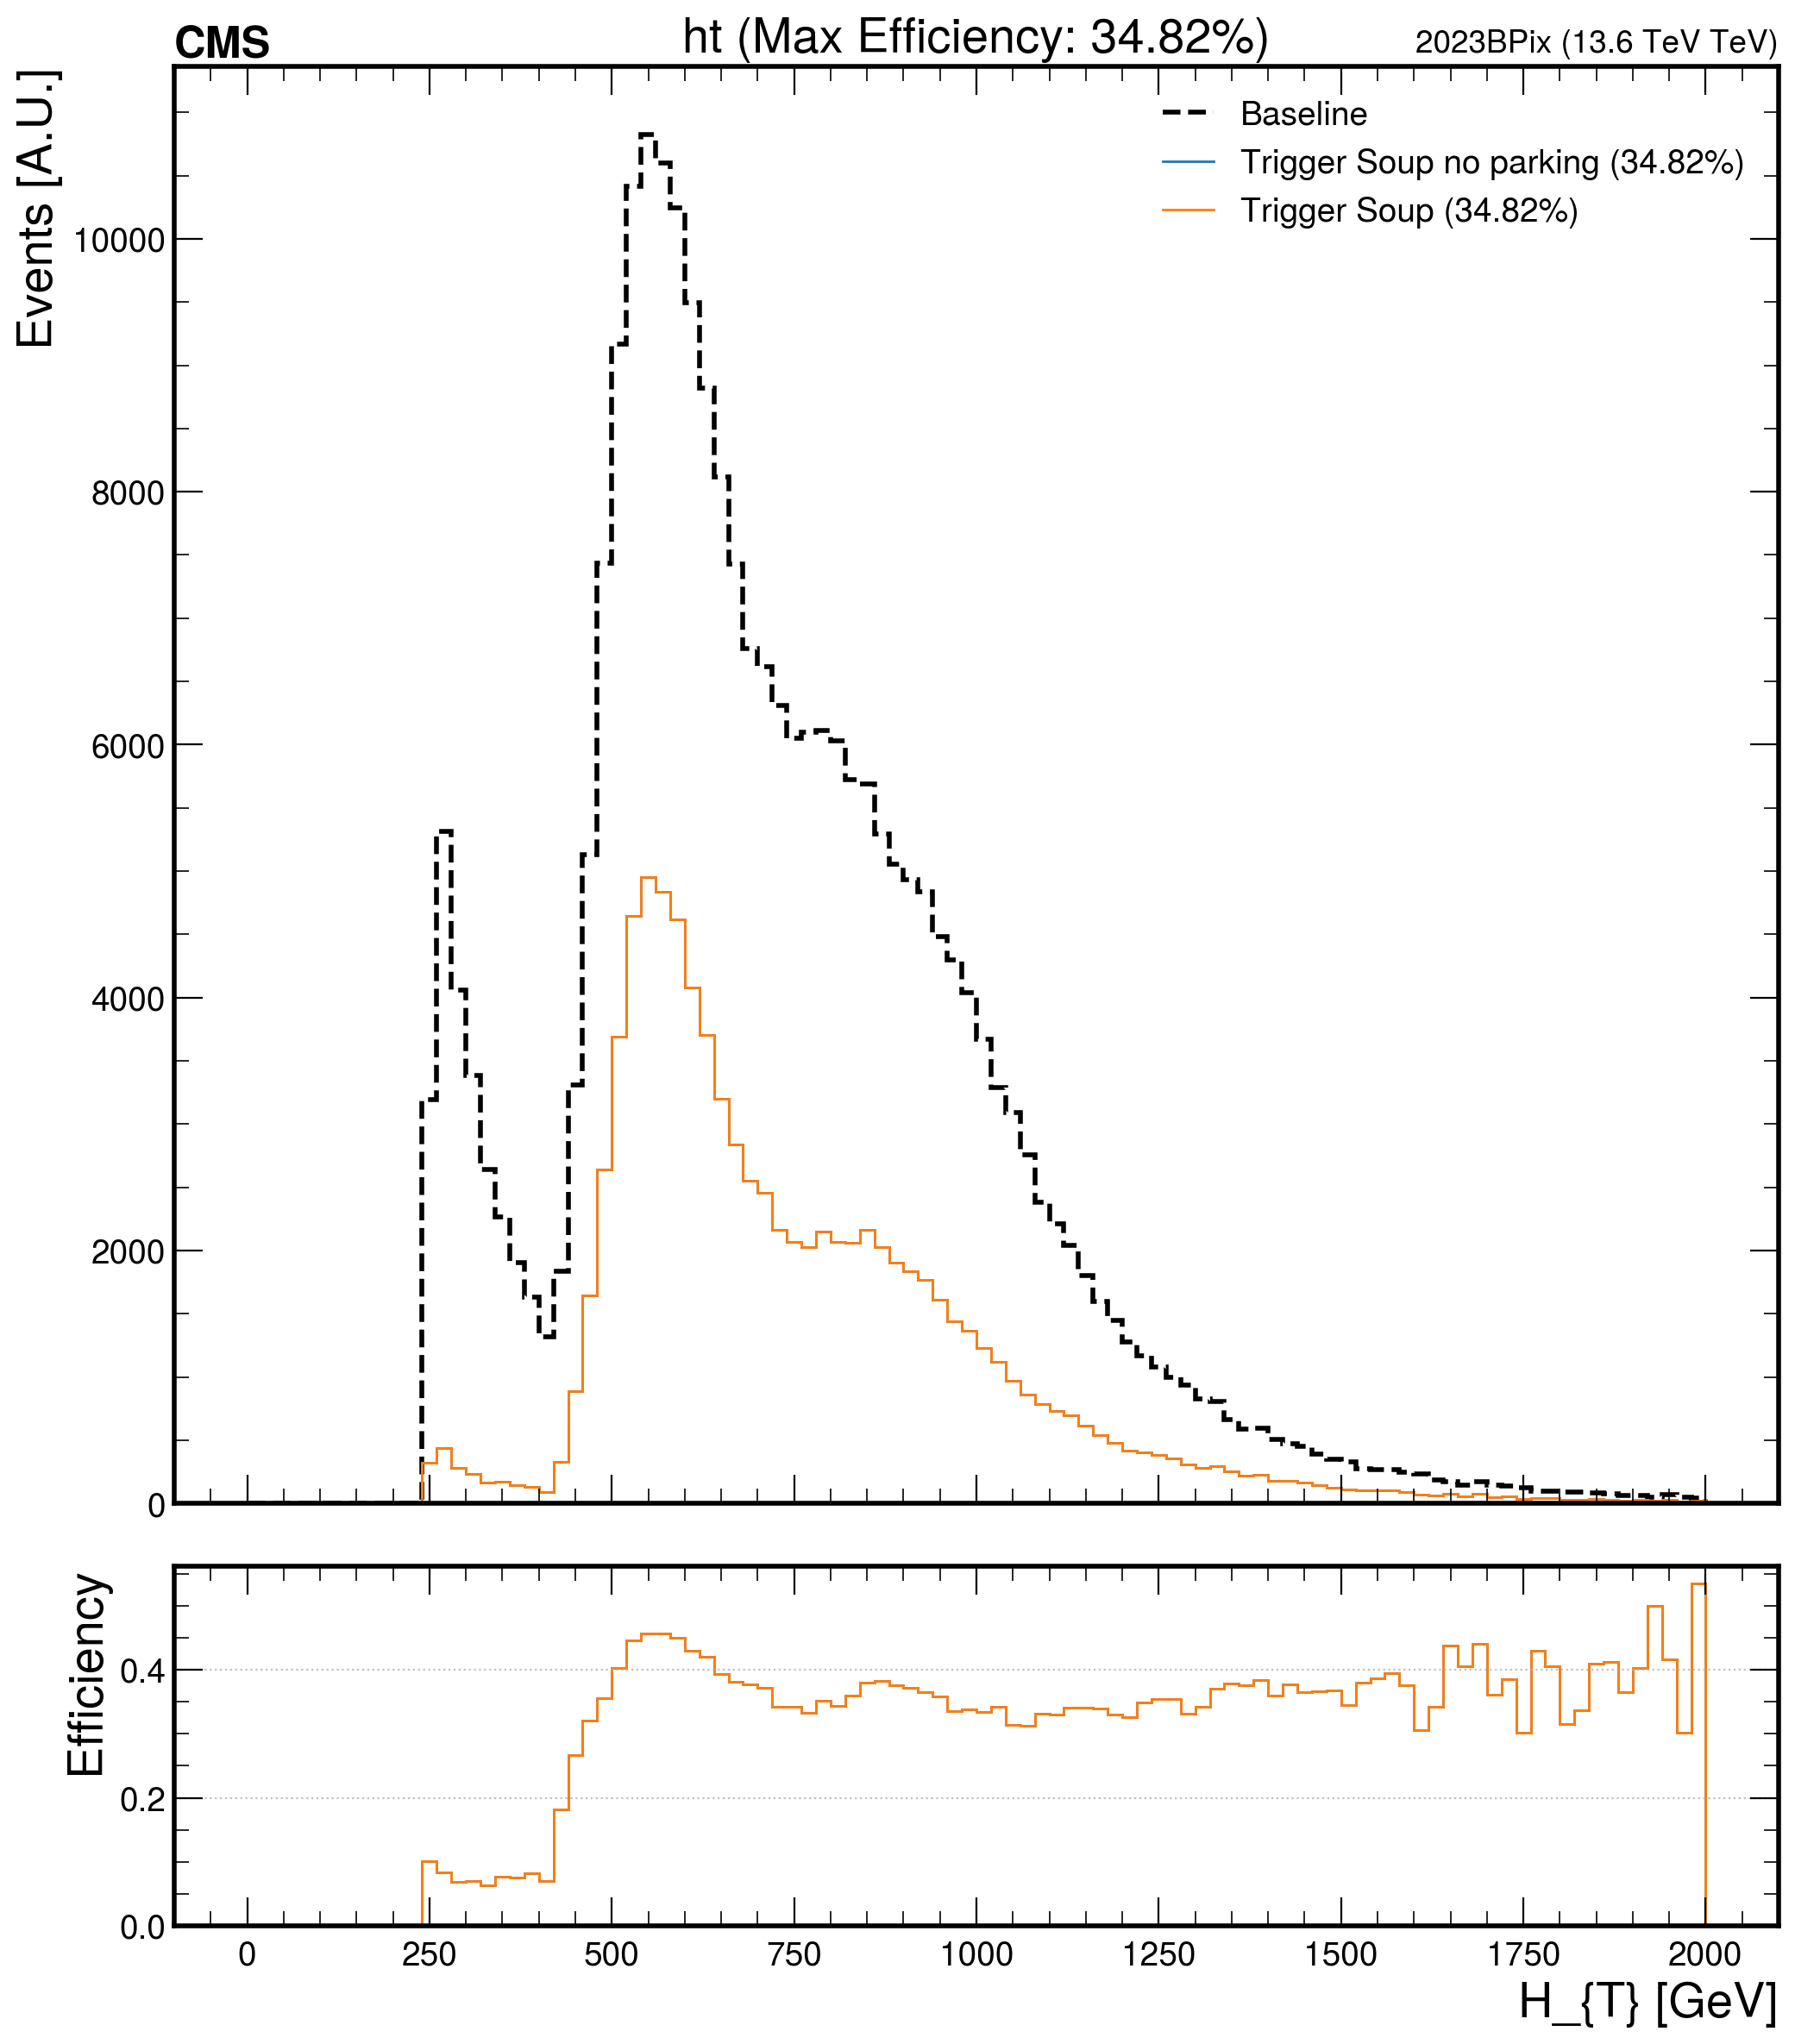 CMS ht (Max Efficiency: 34.82%) 2023BPix (13.6 TeV TeV)
Events [A.U.]
Baseline
Trigger Soup no parking (34.82%)
Trigger Soup (34.82%)
10000
8000
6000
4000
2000
0
Efficiency
0.4
0.2
0.0
0 250 500 750 1000 1250 1500 1750 2000
H_{T} [GeV]